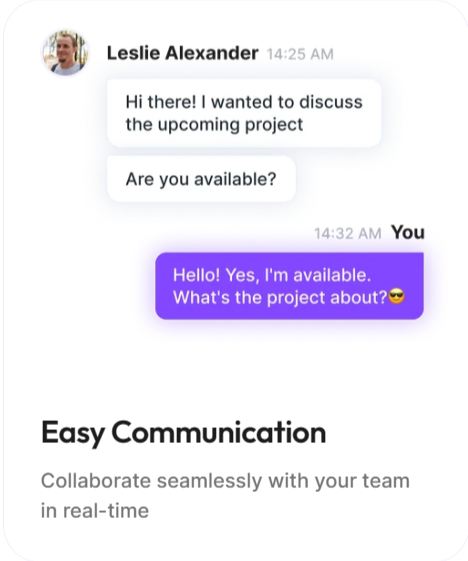 Leslie Alexander 14:25 AM
Hi there! I wanted to discuss
the upcoming project
Are you available?
14:32 AM You
Hello! Yes, I'm available.
What's the project about?😎
Easy Communication
Collaborate seamlessly with your team
in real-time